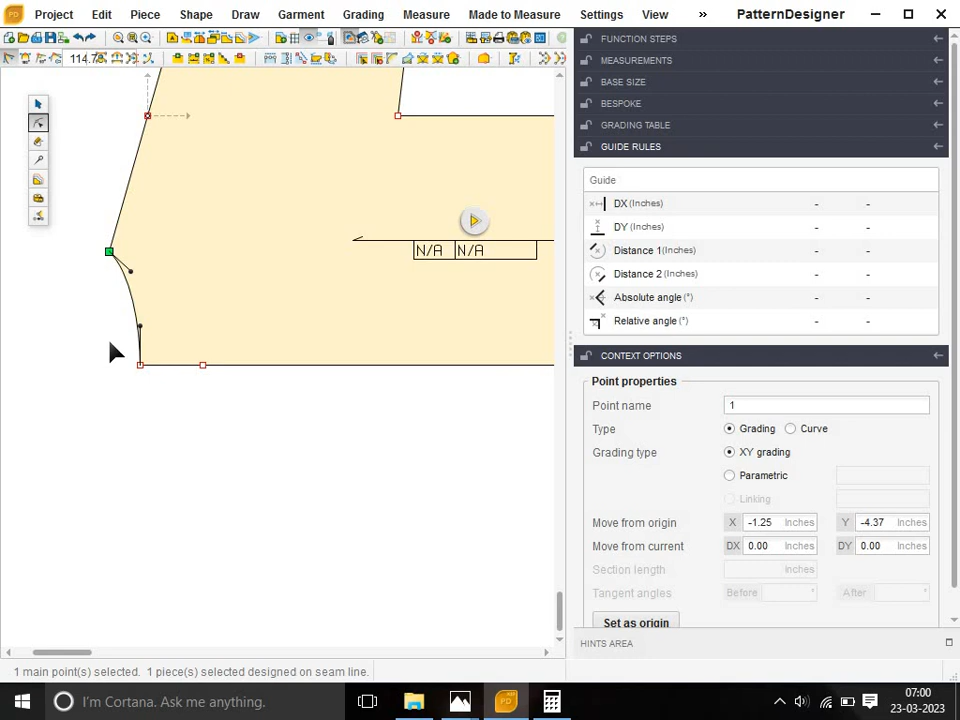 Project Edit Piece Shape Draw Garment Grading Measure Made to Measure Settings View » PatternDesigner
FUNCTION STEPS
MEASUREMENTS
BASE SIZE
BESPOKE
GRADING TABLE
GUIDE RULES
Guide
DX (Inches) - -
DY (Inches) - -
N/A N/A
Distance 1 (Inches) - -
Distance 2 (Inches) - -
Absolute angle (°) - -
Relative angle (°) - -
CONTEXT OPTIONS
Point properties
Point name 1
Type Grading Curve
Grading type XY grading
Parametric
Linking
Move from origin X -1.25 Inches Y -4.37 Inches
Move from current DX 0.00 Inches DY 0.00 Inches
Section length Inches
Tangent angles Before ° After °
Set as origin
HINTS AREA
1 main point(s) selected. 1 piece(s) selected designed on seam line.
I'm Cortana. Ask me anything.
07:00
23-03-2023